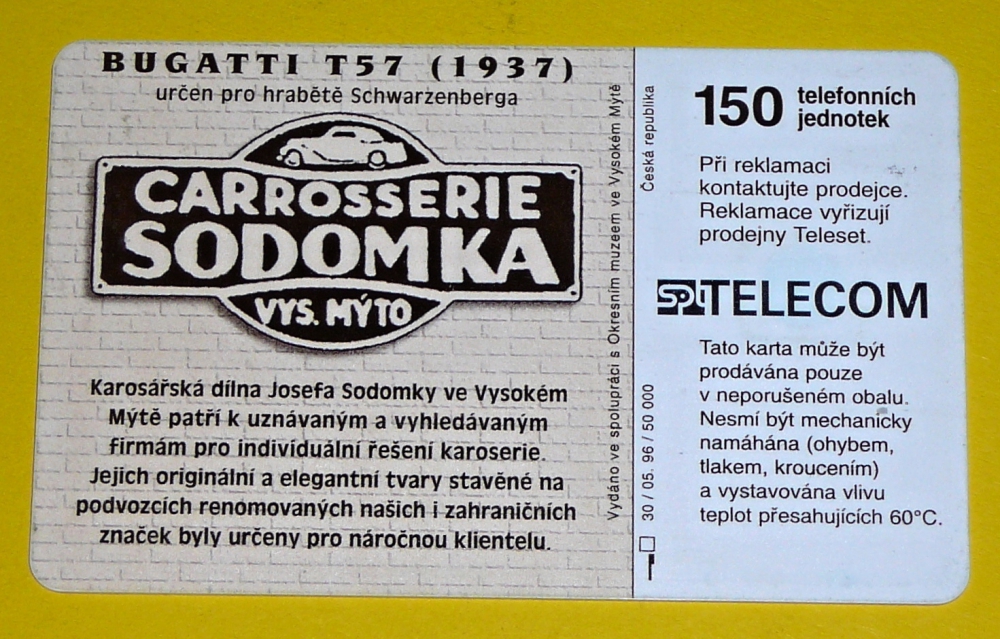 BUGATTI T57 (1937)
určen pro hraběte Schwarzenberga
CARROSSERIE
SODOMKA
VYS. MÝTO
Karosářská dílna Josefa Sodomky ve Vysokém
Mýtě patří k uznávaným a vyhledávaným
firmám pro individuální řešení karoserie.
Jejich originální a elegantní tvary stavěné na
podvozcích renomovaných našich i zahraničních
značek byly určeny pro náročnou klientelu.
Vydáno ve spolupráci s Okresním muzeem ve Vysokém Mýtě
Česká republika
30 / 05. 96 / 50 000
150 telefonních
jednotek
Při reklamaci
kontaktujte prodejce.
Reklamace vyřizují
prodejny Teleset.
SPT TELECOM
Tato karta může být
prodávána pouze
v neporušeném obalu.
Nesmí být mechanicky
namáhána (ohybem,
tlakem, kroucením)
a vystavována vlivu
teplot přesahujících 60°C.